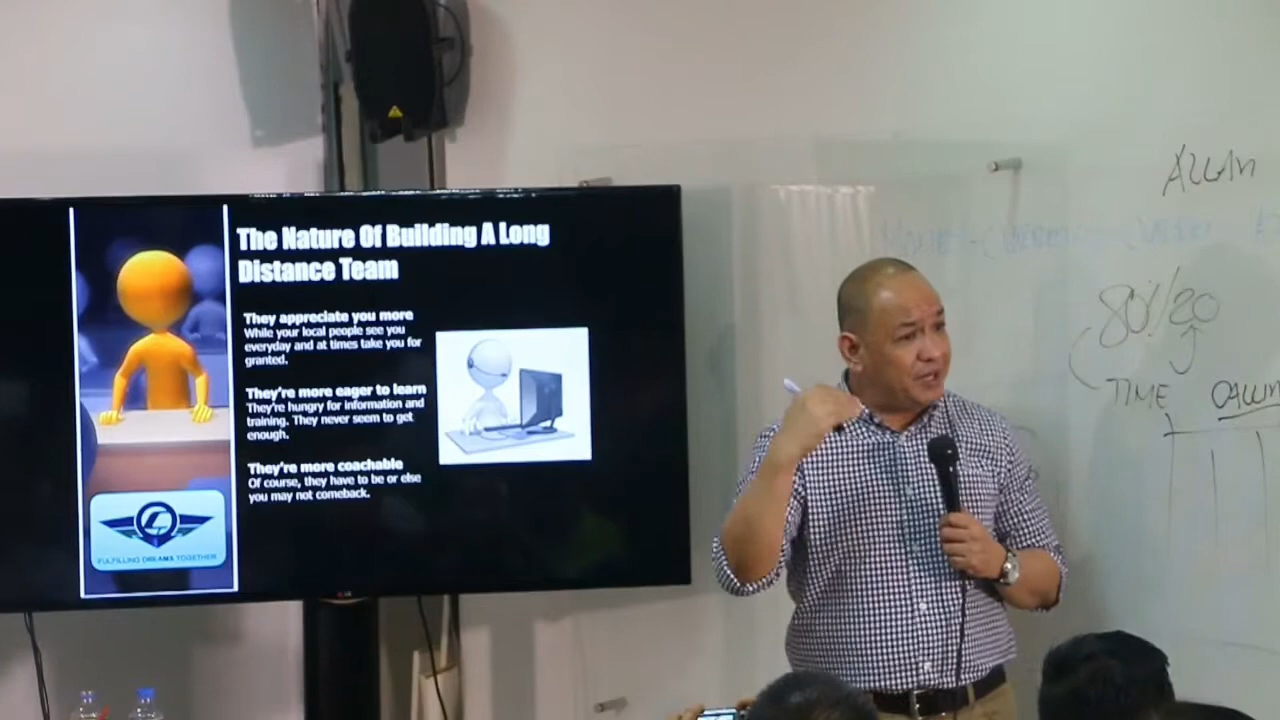 The Nature Of Building A Long
Distance Team
They appreciate you more
While your local people see you
everyday and at times take you for
granted.
They're more eager to learn
They're hungry for information and
training. They never seem to get
enough.
They're more coachable
Of course, they have to be or else
you may not comeback.
FULFILLING DREAMS TOGETHER
ALLAN
80%/20
TIME